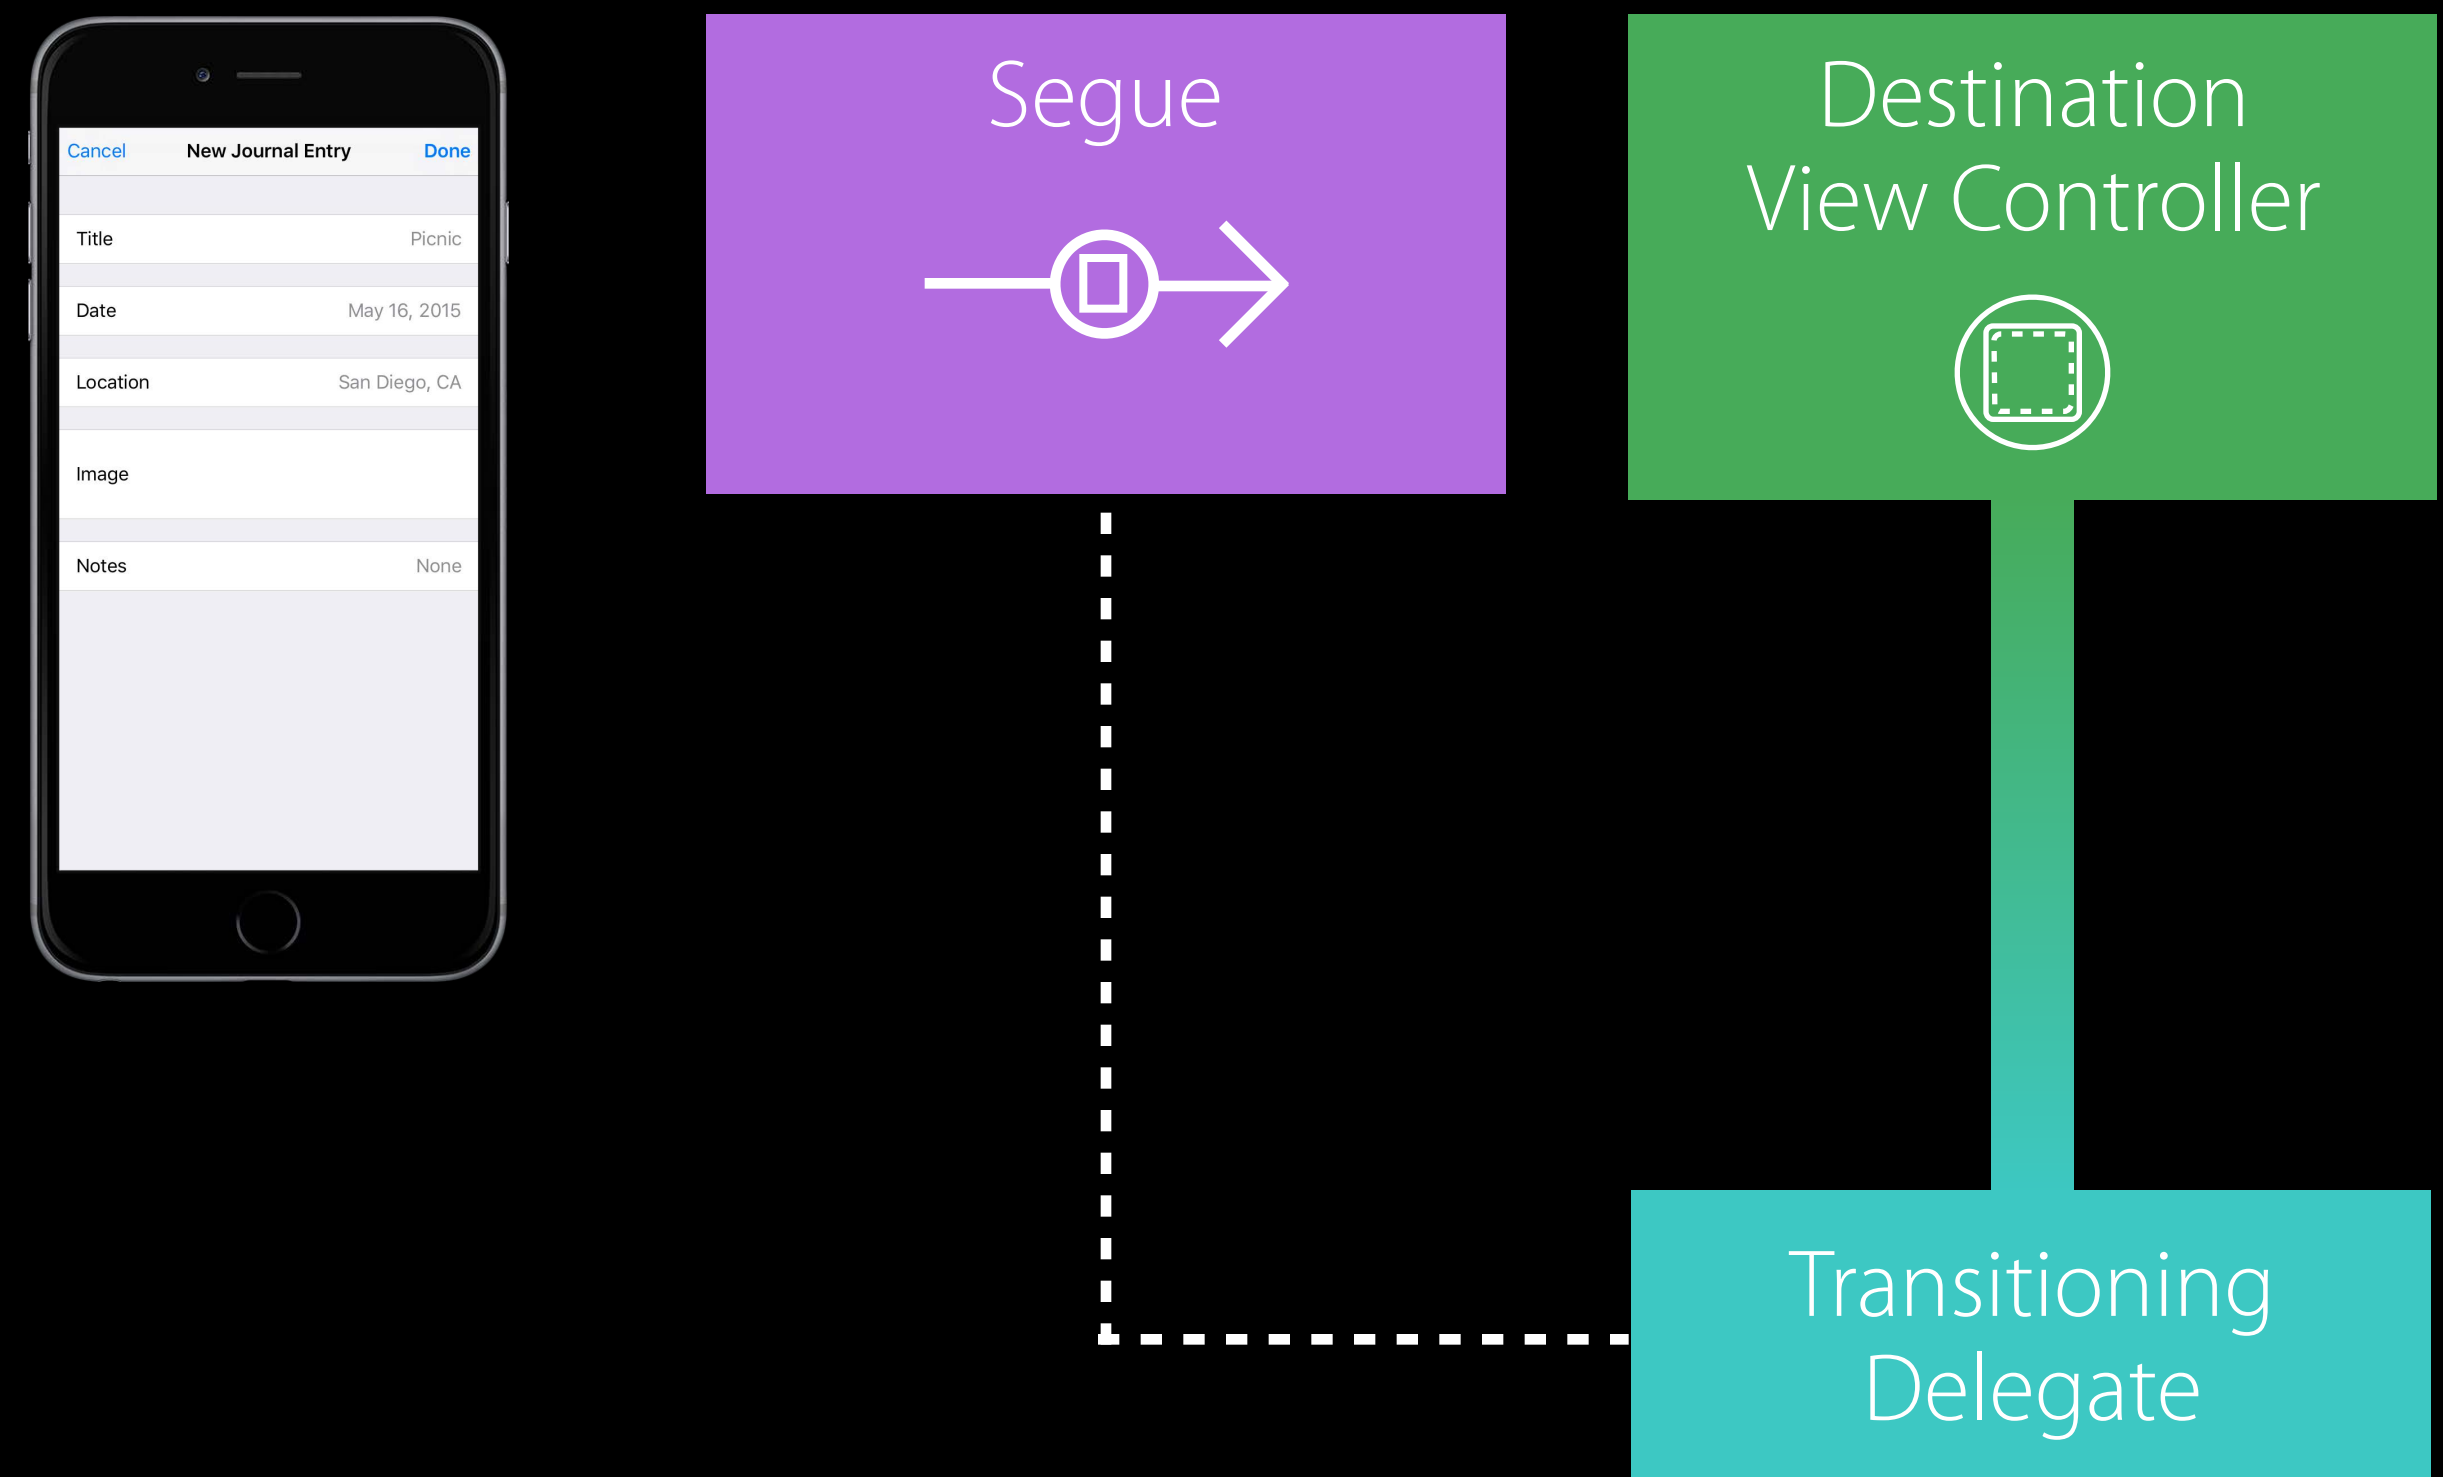 Cancel New Journal Entry Done
Title Picnic
Date May 16, 2015
Location San Diego, CA
Image
Notes None
Segue
Destination
View Controller
Transitioning
Delegate